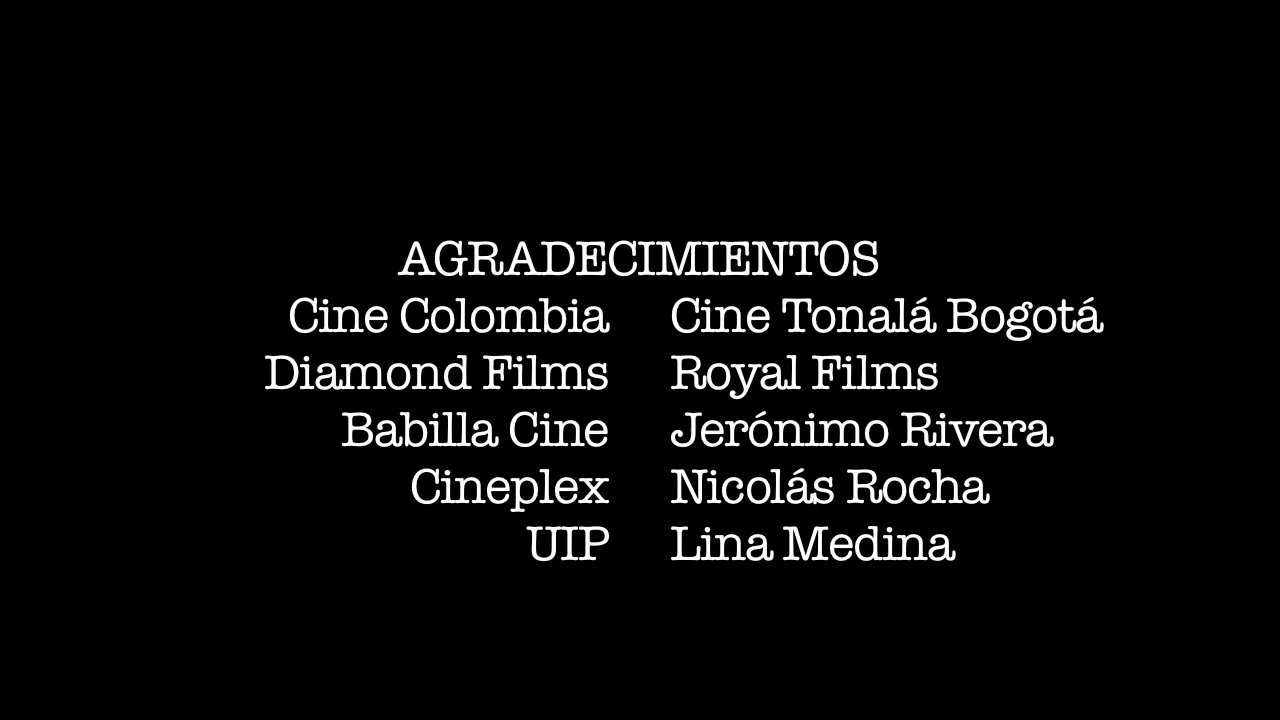 AGRADECIMIENTOS
Cine Colombia Cine Tonalá Bogotá
Diamond Films Royal Films
Babilla Cine Jerónimo Rivera
Cineplex Nicolás Rocha
UIP Lina Medina